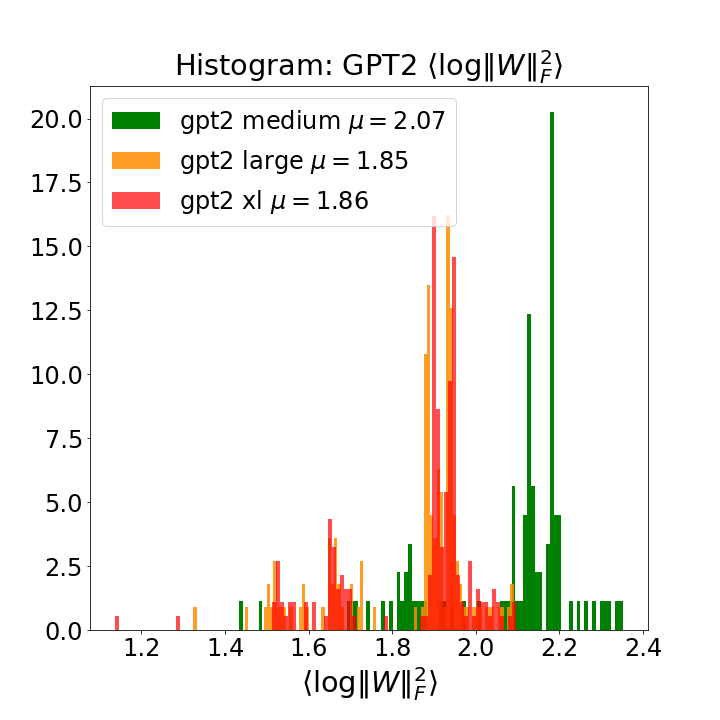 Histogram: GPT2 ⟨log‖W‖²_F⟩
gpt2 medium μ = 2.07
gpt2 large μ = 1.85
gpt2 xl μ = 1.86
20.0
17.5
15.0
12.5
10.0
7.5
5.0
2.5
0.0
1.2 1.4 1.6 1.8 2.0 2.2 2.4
⟨log‖W‖²_F⟩